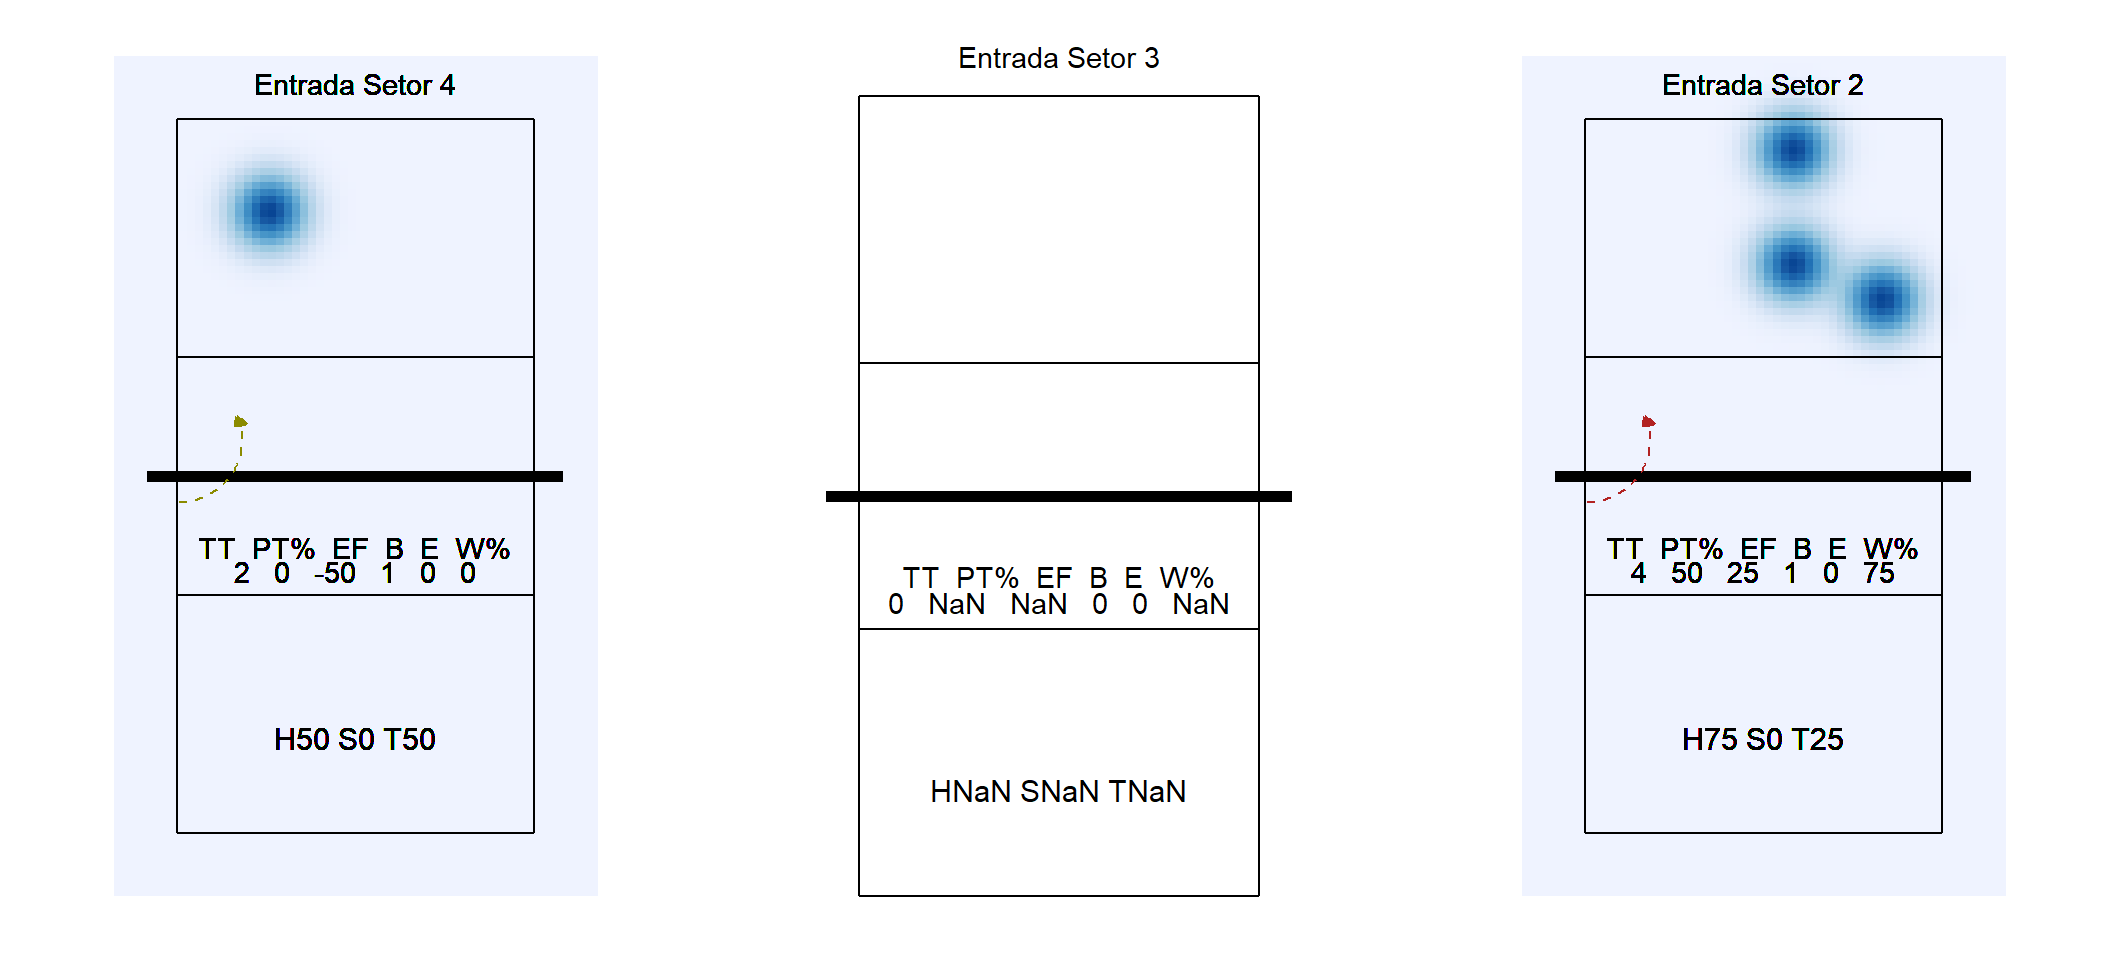 Entrada Setor 4
TT PT% EF B E W%
2 0 -50 1 0 0
H50 S0 T50
Entrada Setor 3
TT PT% EF B E W%
0 NaN NaN 0 0 NaN
HNaN SNaN TNaN
Entrada Setor 2
TT PT% EF B E W%
4 50 25 1 0 75
H75 S0 T25